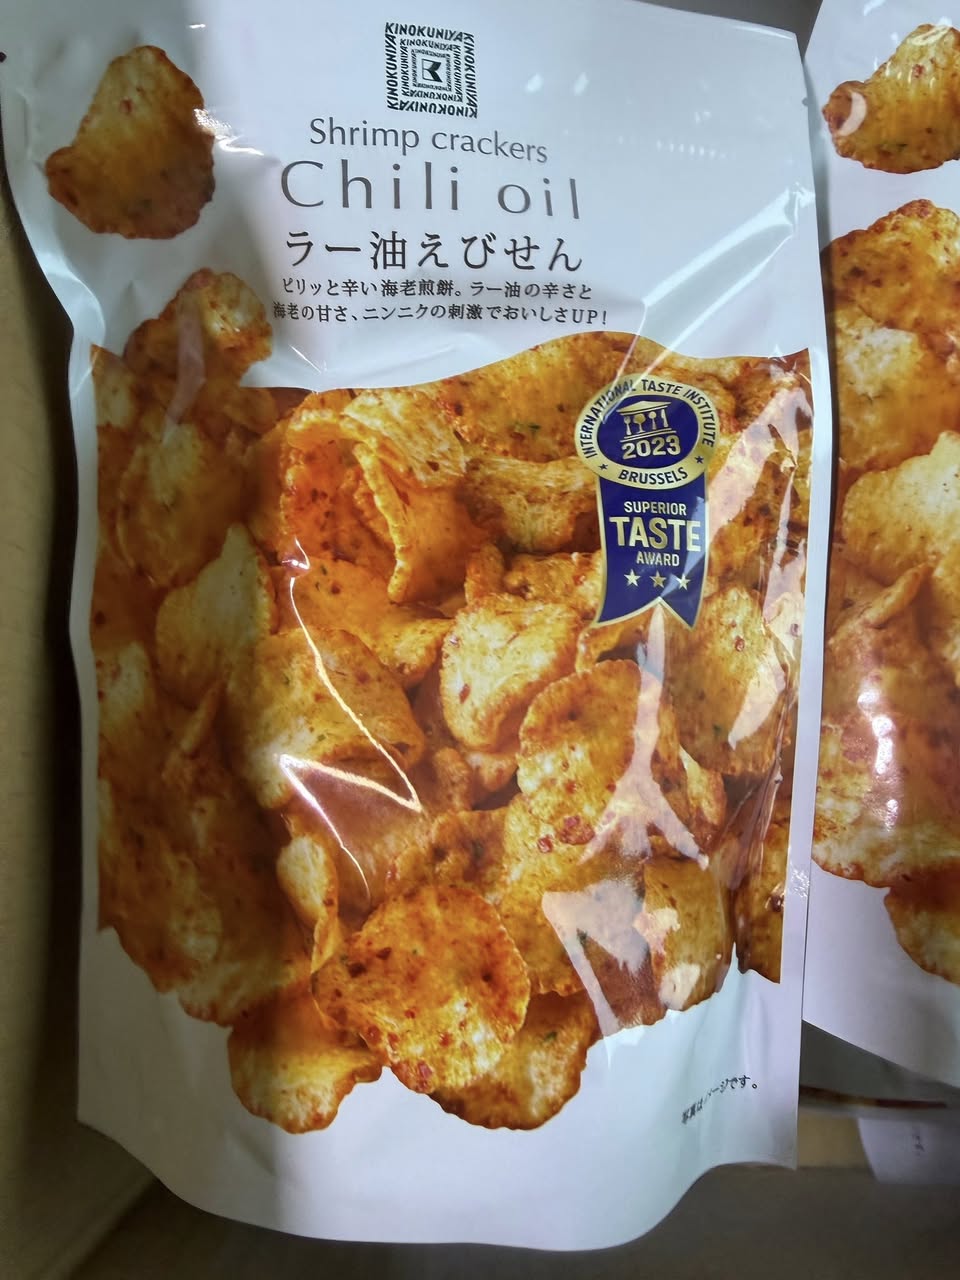 KINOKUNIYA
Shrimp crackers
Chili oil
ラー油えびせん
ピリッと辛い海老煎餅。ラー油の辛さと
海老の甘さ、ニンニクの刺激でおいしさUP!
INTERNATIONAL TASTE INSTITUTE
2023
★ BRUSSELS ★
SUPERIOR
TASTE
AWARD
★ ★ ★
写真はイメージです。